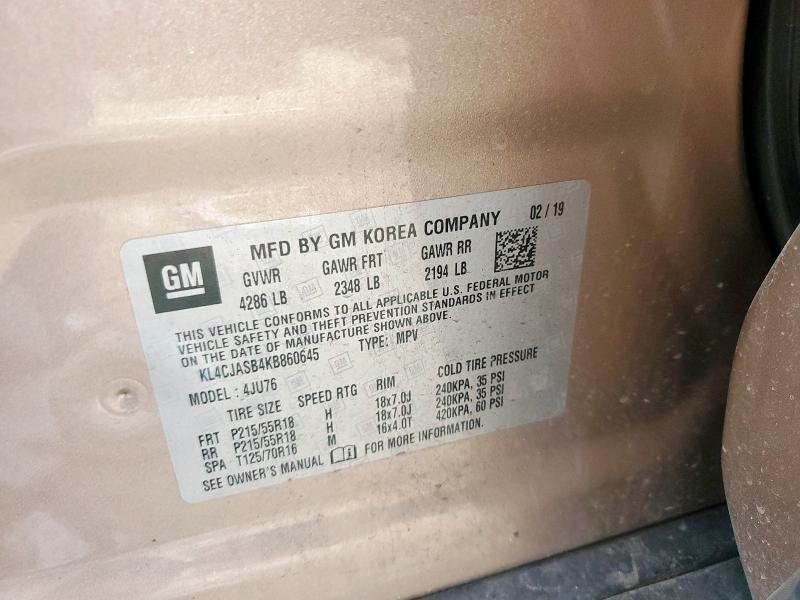 GM
MFD BY GM KOREA COMPANY 02 / 19
GVWR GAWR FRT GAWR RR
4286 LB 2348 LB 2194 LB
THIS VEHICLE CONFORMS TO ALL APPLICABLE U.S. FEDERAL MOTOR
VEHICLE SAFETY AND THEFT PREVENTION STANDARDS IN EFFECT
ON THE DATE OF MANUFACTURE SHOWN ABOVE.
KL4CJASB4KB860645 TYPE: MPV
MODEL: 4JU76
TIRE SIZE SPEED RTG RIM COLD TIRE PRESSURE
FRT P215/55R18 H 18x7.0J 240KPA, 35 PSI
RR P215/55R18 H 18x7.0J 240KPA, 35 PSI
SPA T125/70R16 M 16x4.0T 420KPA, 60 PSI
SEE OWNER'S MANUAL FOR MORE INFORMATION.